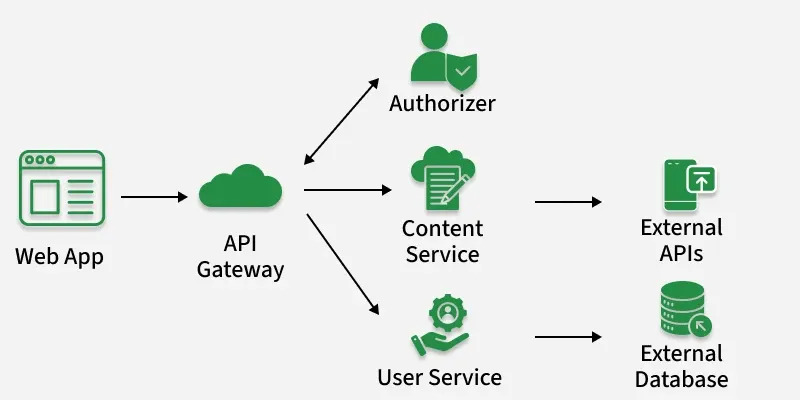 Web App
API
Gateway
Authorizer
Content
Service
User Service
External
APIs
External
Database